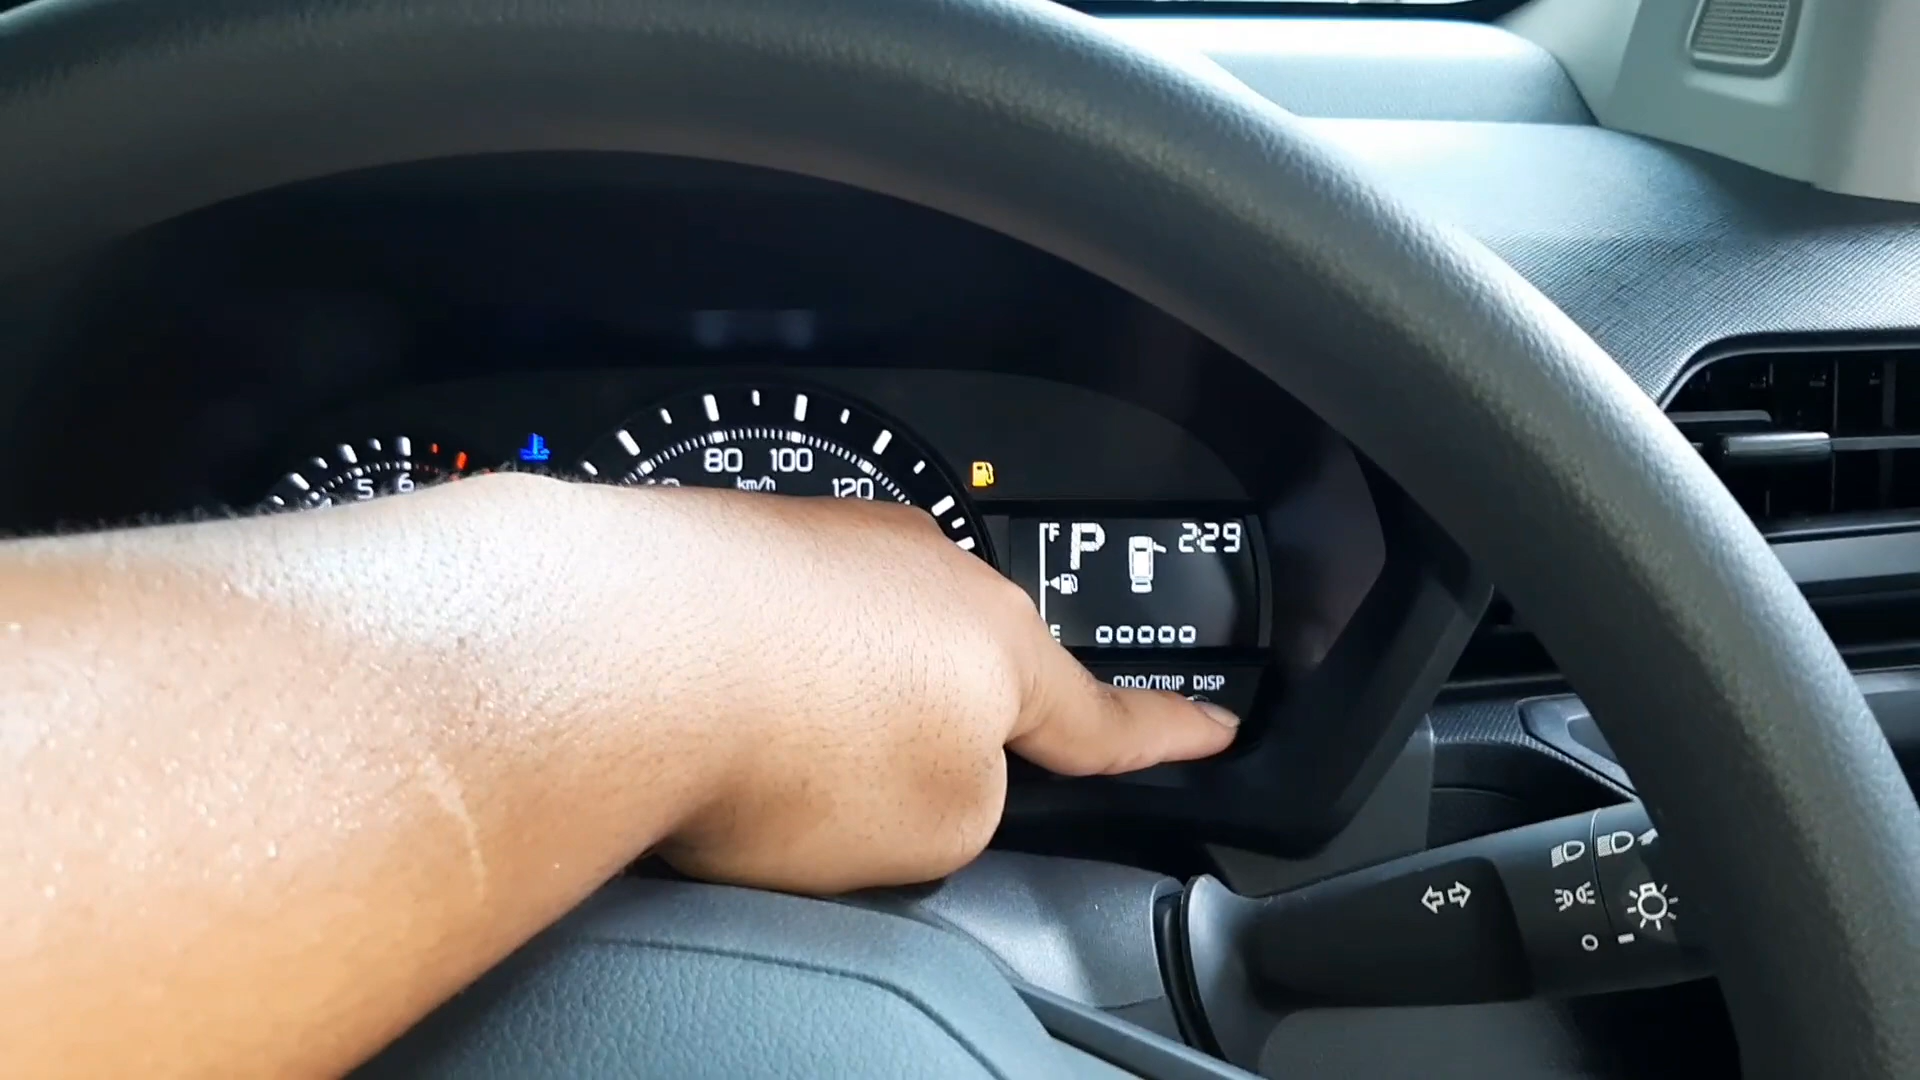 5 6
80 100
km/h
120
F P 2:29
E 00000
ODO/TRIP DISP